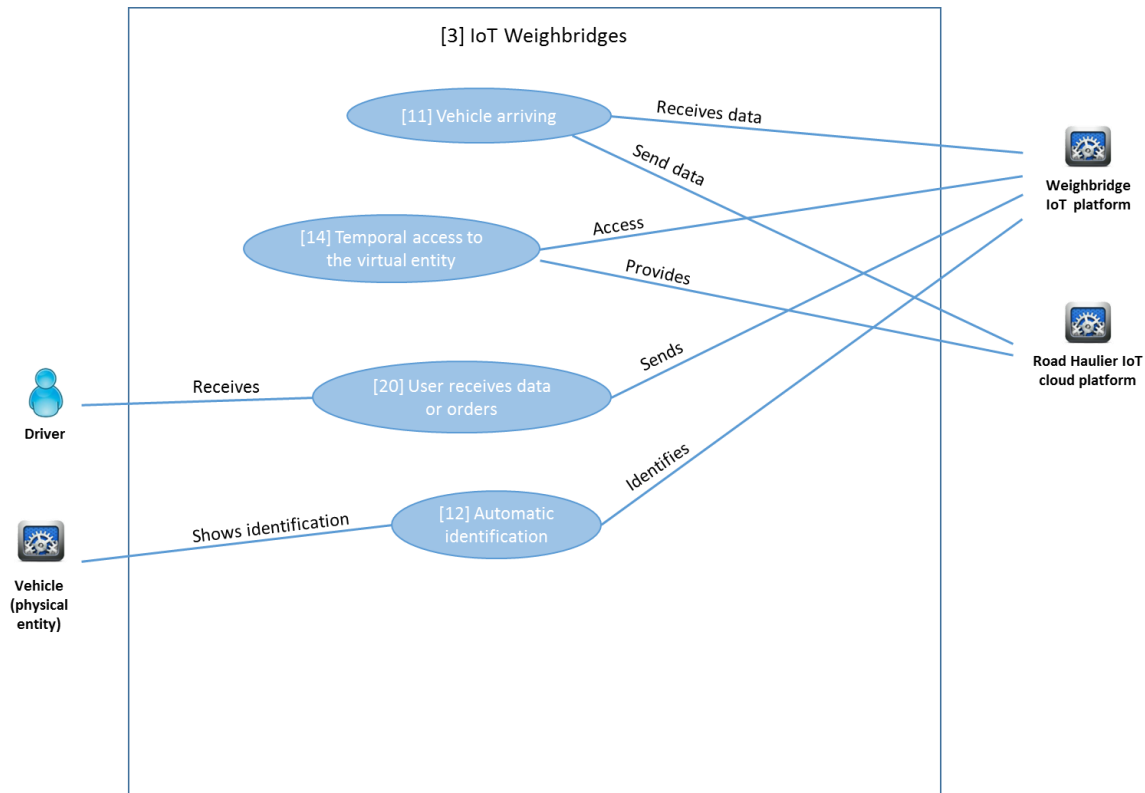 [3] IoT Weighbridges
[11] Vehicle arriving
Receives data
Send data
Weighbridge
IoT platform
[14] Temporal access to
the virtual entity
Access
Provides
Road Haulier IoT
cloud platform
Driver
Receives
[20] User receives data
or orders
Sends
Vehicle
(physical
entity)
Shows identification
[12] Automatic
identification
Identifies